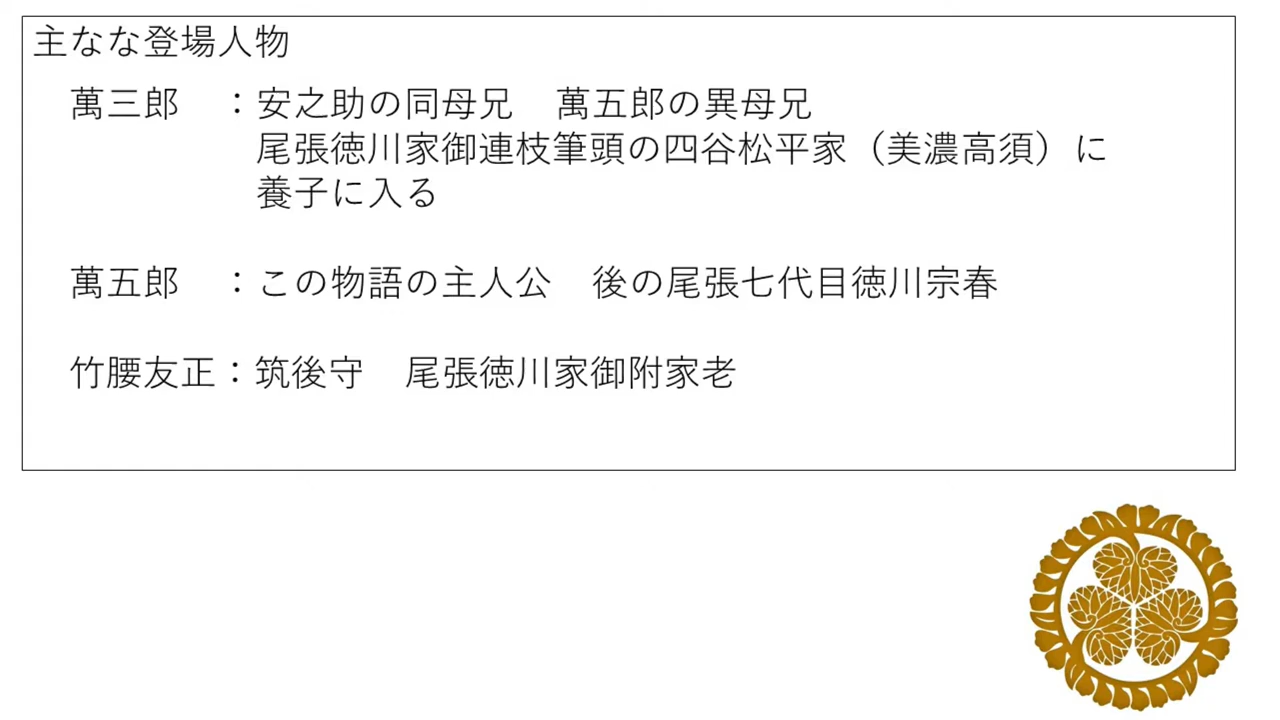 主なな登場人物
萬三郎　：安之助の同母兄　萬五郎の異母兄
尾張徳川家御連枝筆頭の四谷松平家（美濃高須）に
養子に入る
萬五郎　：この物語の主人公　後の尾張七代目徳川宗春
竹腰友正：筑後守　尾張徳川家御附家老